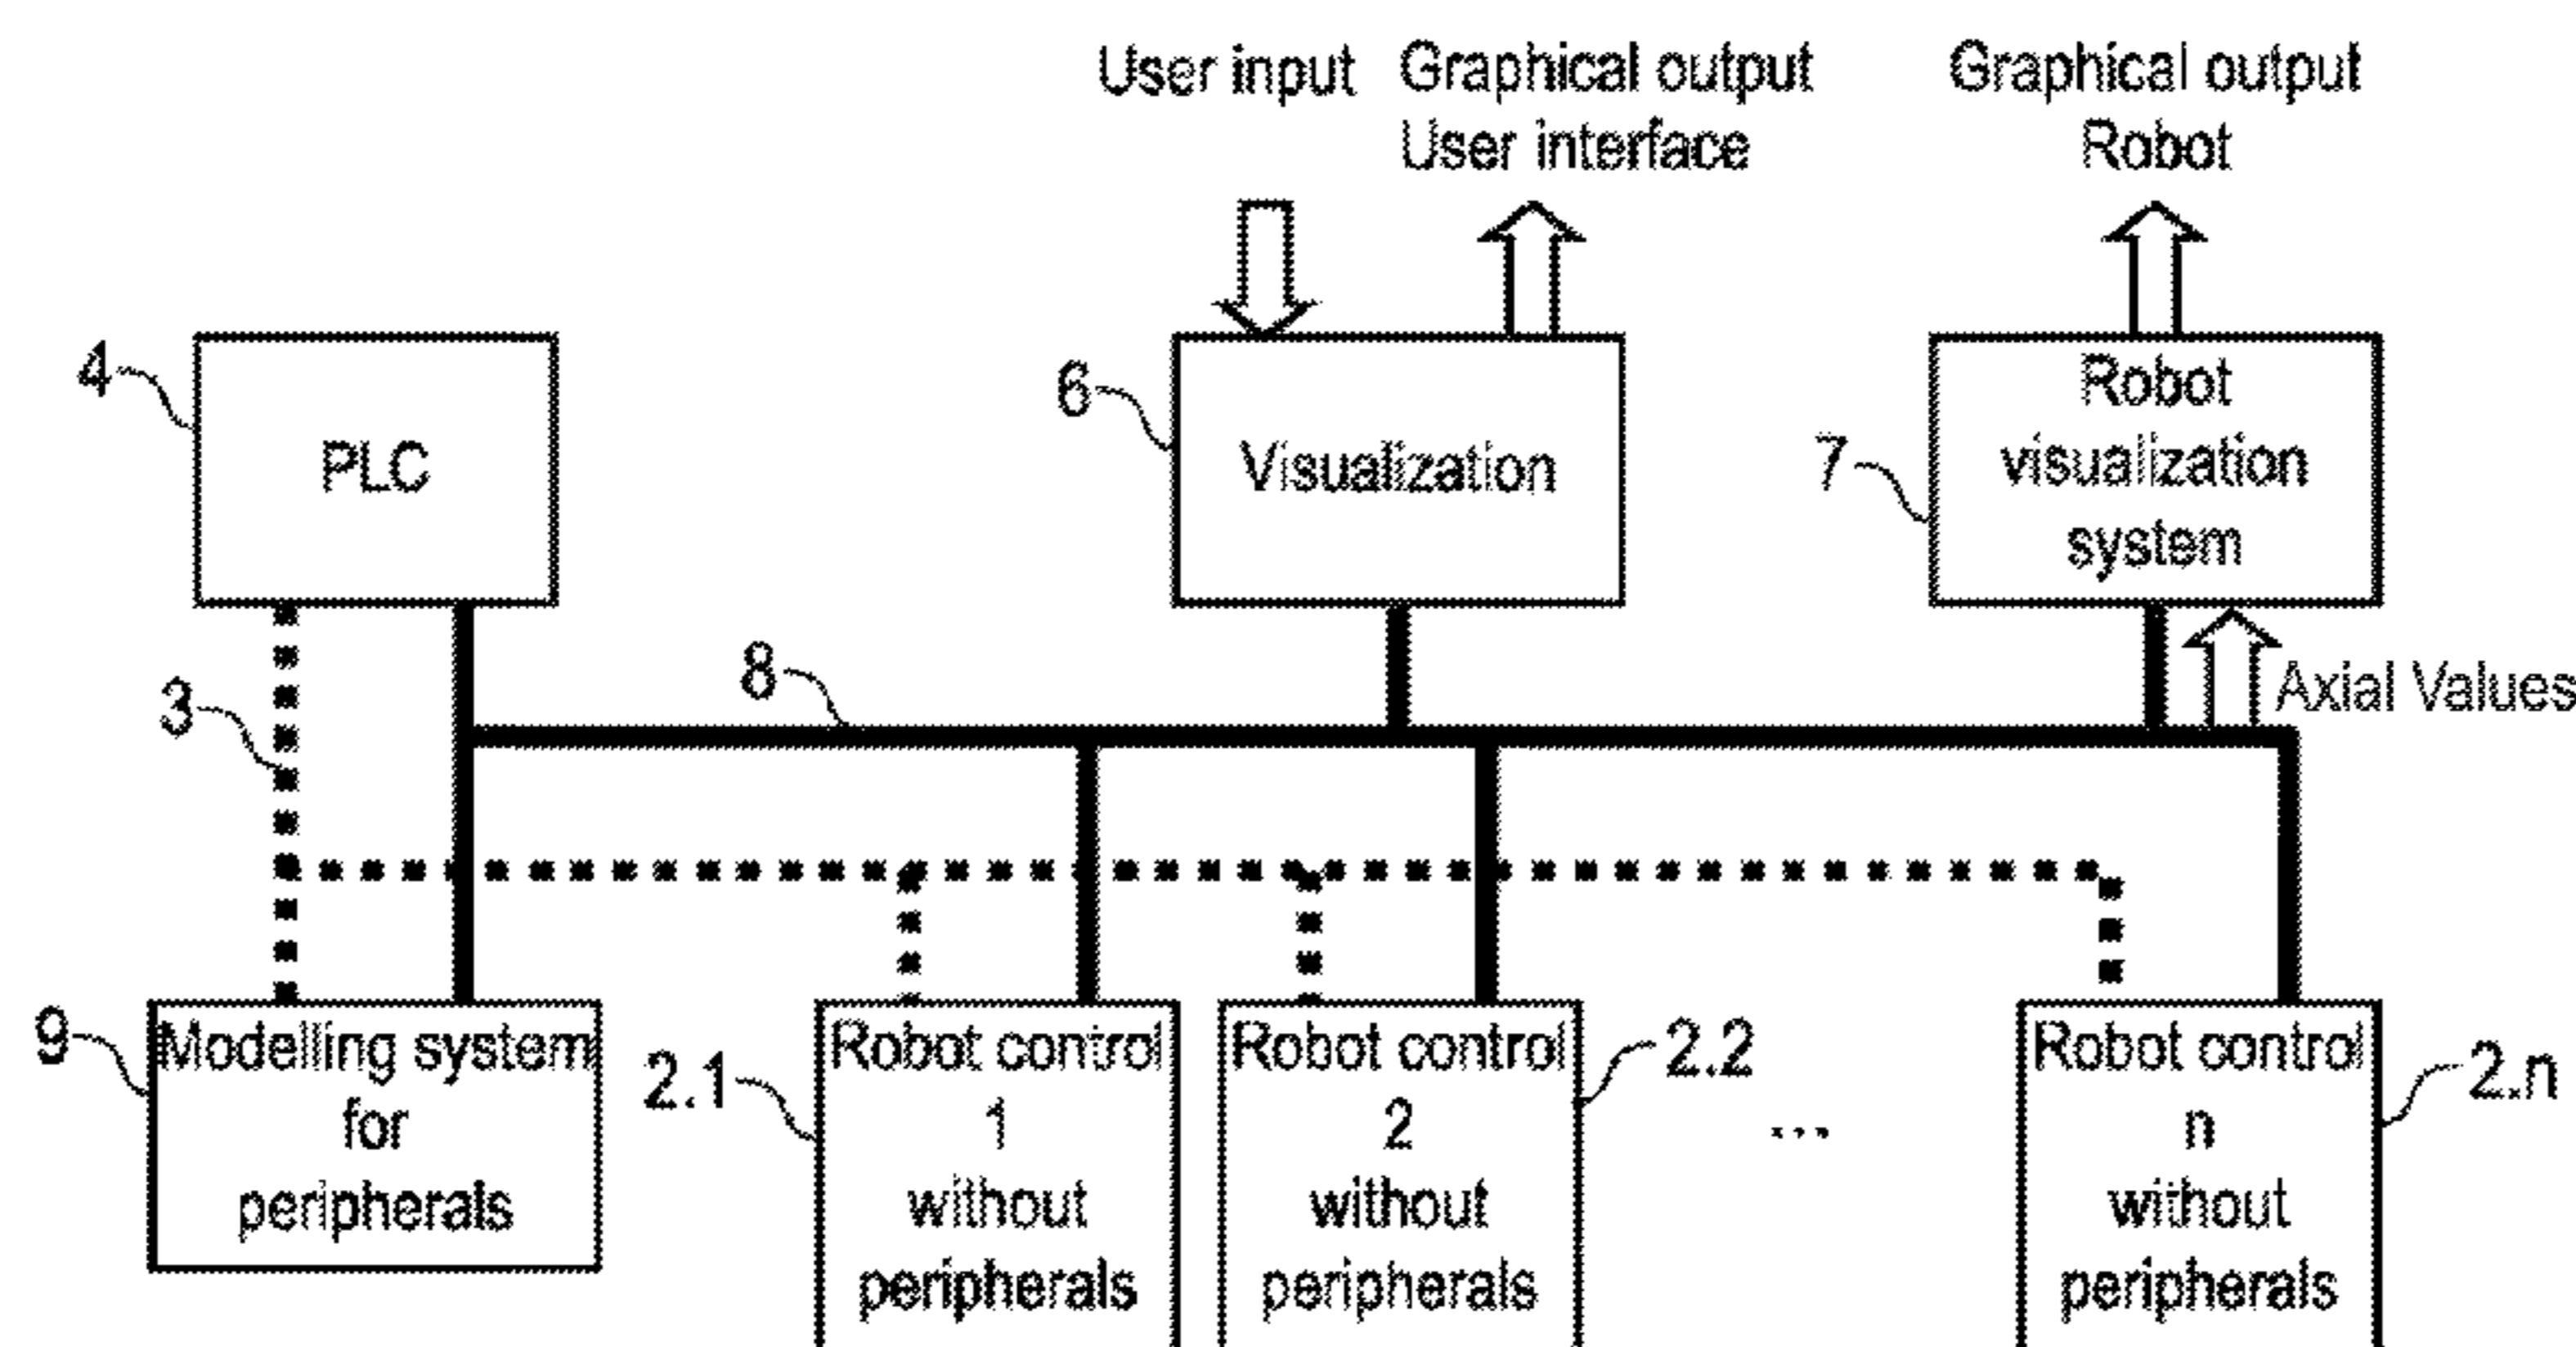 User input
Graphical output
User interface
Graphical output
Robot
4
PLC
6
Visualization
7
Robot
visualization
system
3
8
Axial Values
9
Modelling system
for
peripherals
2.1
Robot control
1
without
peripherals
Robot control
2
without
peripherals
2.2
...
Robot control
n
without
peripherals
2.n